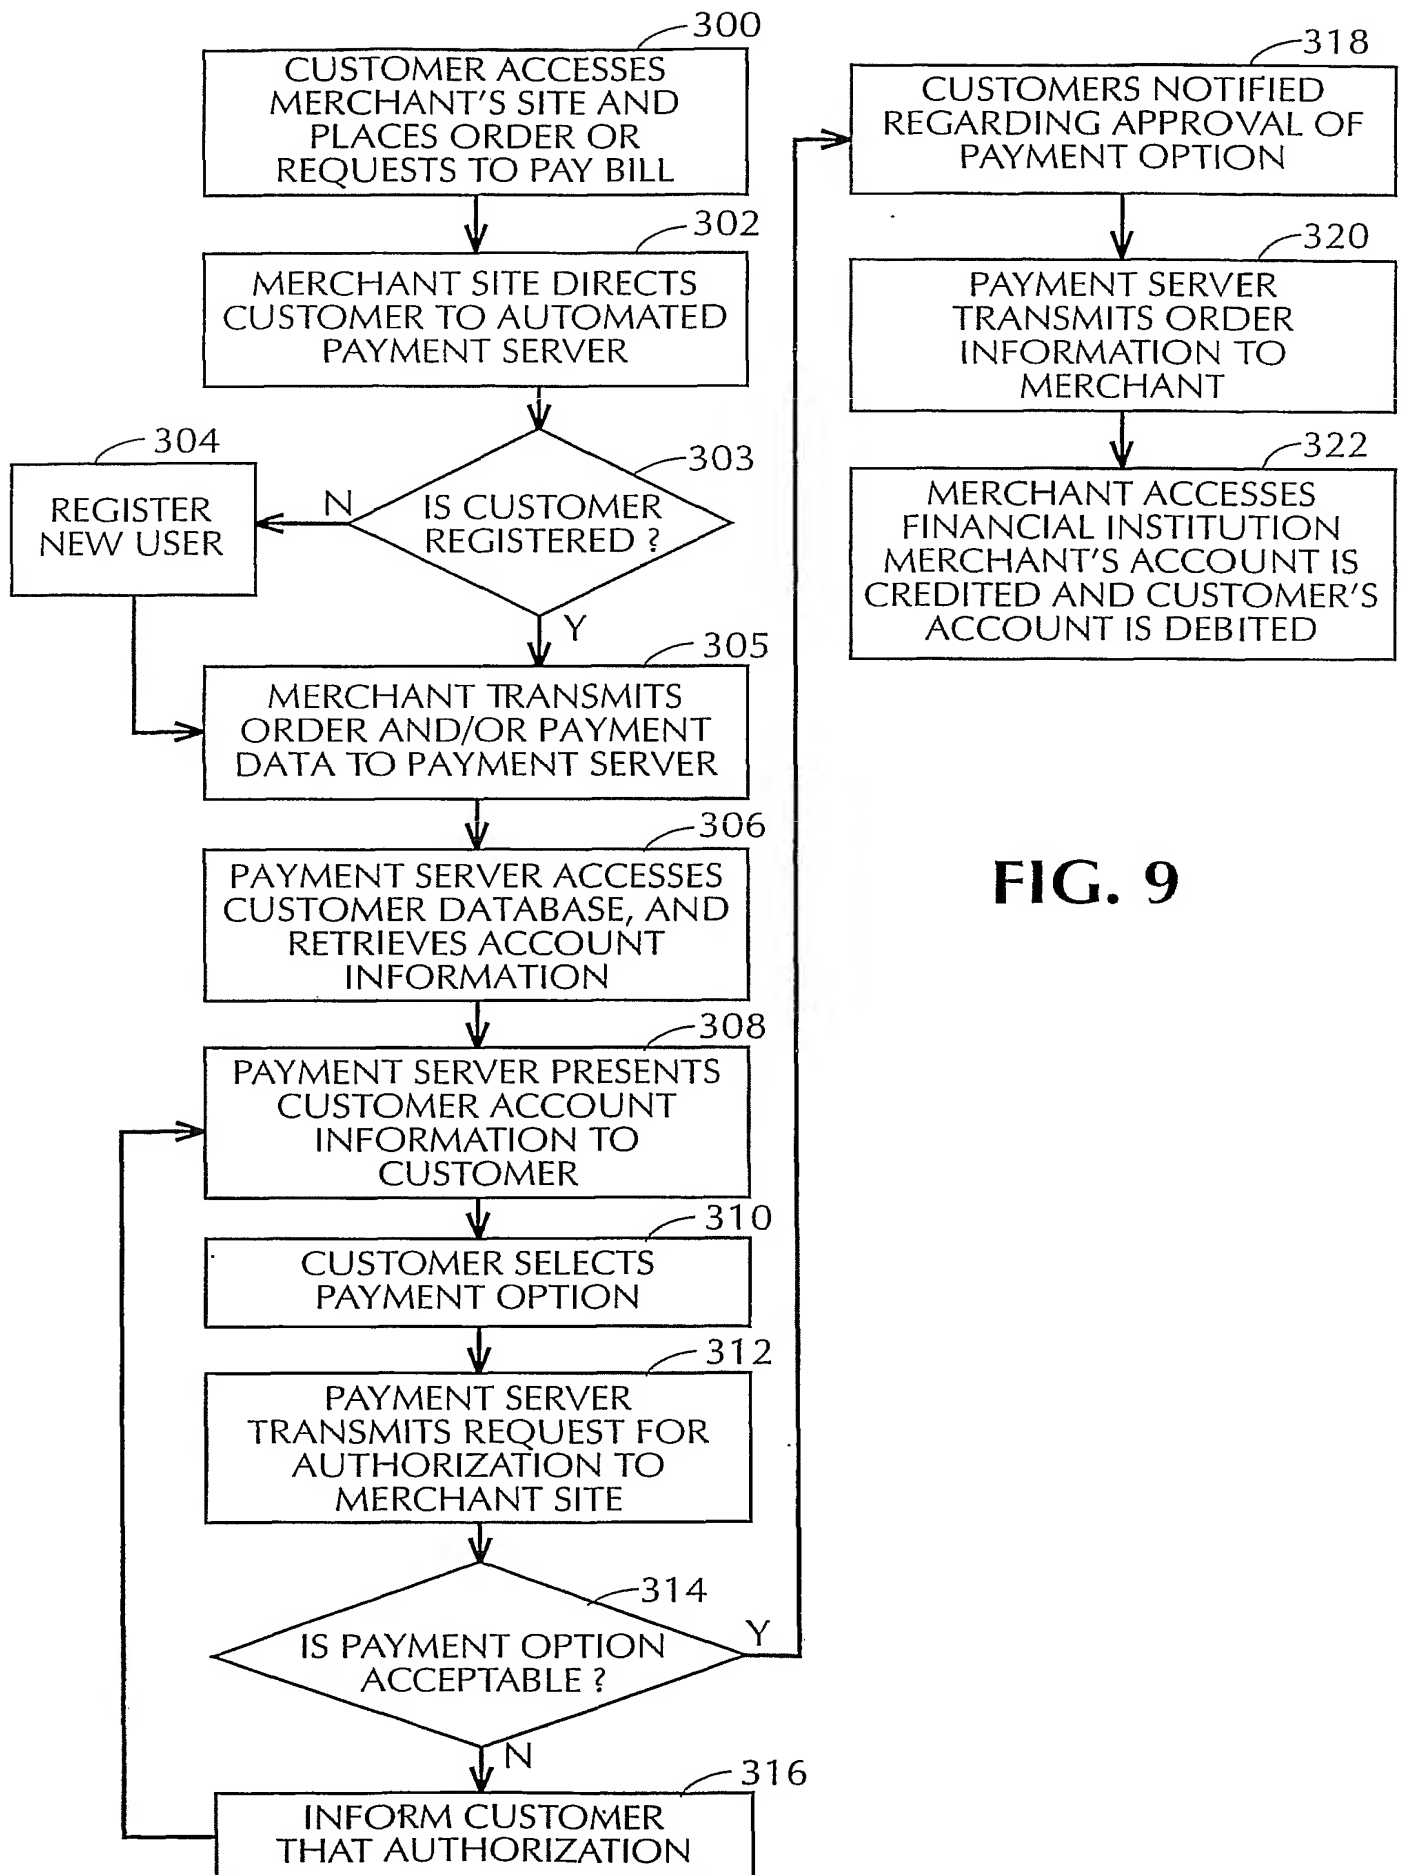 300
CUSTOMER ACCESSES
MERCHANT'S SITE AND
PLACES ORDER OR
REQUESTS TO PAY BILL
302
MERCHANT SITE DIRECTS
CUSTOMER TO AUTOMATED
PAYMENT SERVER
303
IS CUSTOMER
REGISTERED ?
N
Y
304
REGISTER
NEW USER
305
MERCHANT TRANSMITS
ORDER AND/OR PAYMENT
DATA TO PAYMENT SERVER
306
PAYMENT SERVER ACCESSES
CUSTOMER DATABASE, AND
RETRIEVES ACCOUNT
INFORMATION
308
PAYMENT SERVER PRESENTS
CUSTOMER ACCOUNT
INFORMATION TO
CUSTOMER
310
CUSTOMER SELECTS
PAYMENT OPTION
312
PAYMENT SERVER
TRANSMITS REQUEST FOR
AUTHORIZATION TO
MERCHANT SITE
314
IS PAYMENT OPTION
ACCEPTABLE ?
Y
N
316
INFORM CUSTOMER
THAT AUTHORIZATION
318
CUSTOMERS NOTIFIED
REGARDING APPROVAL OF
PAYMENT OPTION
320
PAYMENT SERVER
TRANSMITS ORDER
INFORMATION TO
MERCHANT
322
MERCHANT ACCESSES
FINANCIAL INSTITUTION
MERCHANT'S ACCOUNT IS
CREDITED AND CUSTOMER'S
ACCOUNT IS DEBITED
FIG. 9